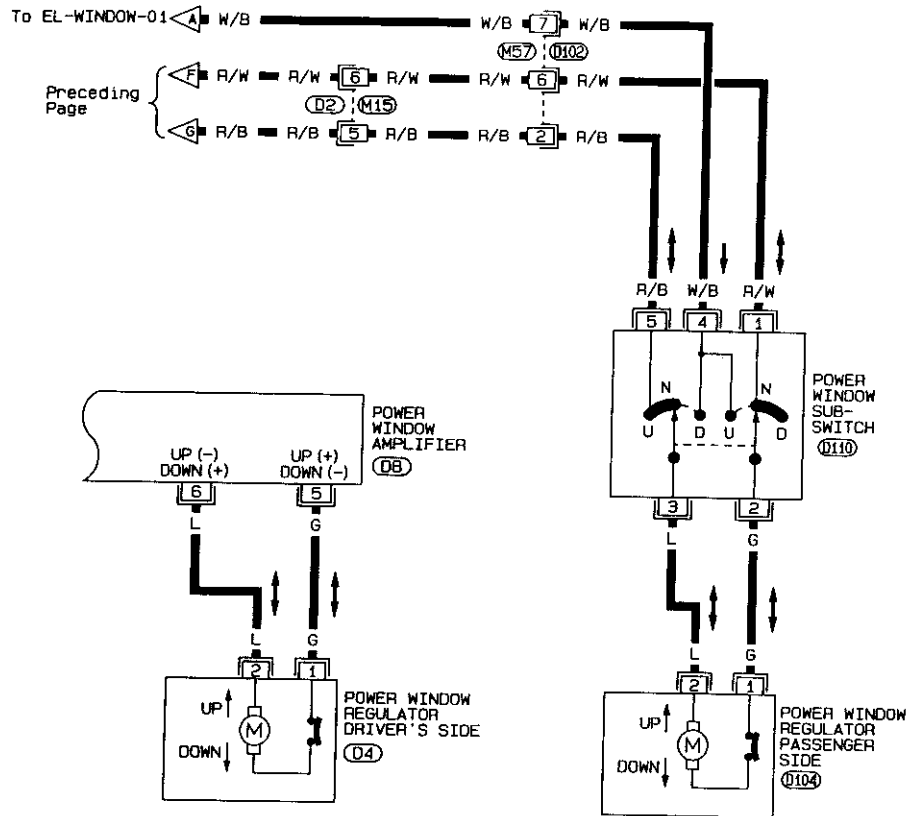 To EL-WINDOW-01 A W/B W/B 7 W/B
M57 D102
F R/W R/W 6 R/W R/W 6 R/W
Preceding
Page
D2 M15
G R/B R/B 5 R/B R/B 2 R/B
R/B W/B R/W
5 4 1
N N
U D U D
POWER
WINDOW
SUB-
SWITCH
D110
3 2
L G
L G
2 1
UP
M
DOWN
POWER WINDOW
REGULATOR
PASSENGER
SIDE
D104
POWER
WINDOW
AMPLIFIER
D8
UP (-) UP (+)
DOWN (+) DOWN (-)
6 5
L G
L G
2 1
UP
M
DOWN
POWER WINDOW
REGULATOR
DRIVER'S SIDE
D4